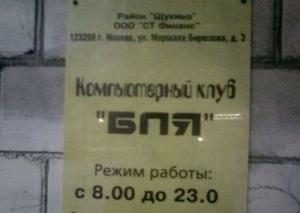 Район "Щукино"
ООО "СТ Финанс"
123298 г. Москва, ул. Маршала Бирюзова, д. 3
Компьютерный клуб
"БЛЯ"
Режим работы:
с 8.00 до 23.0